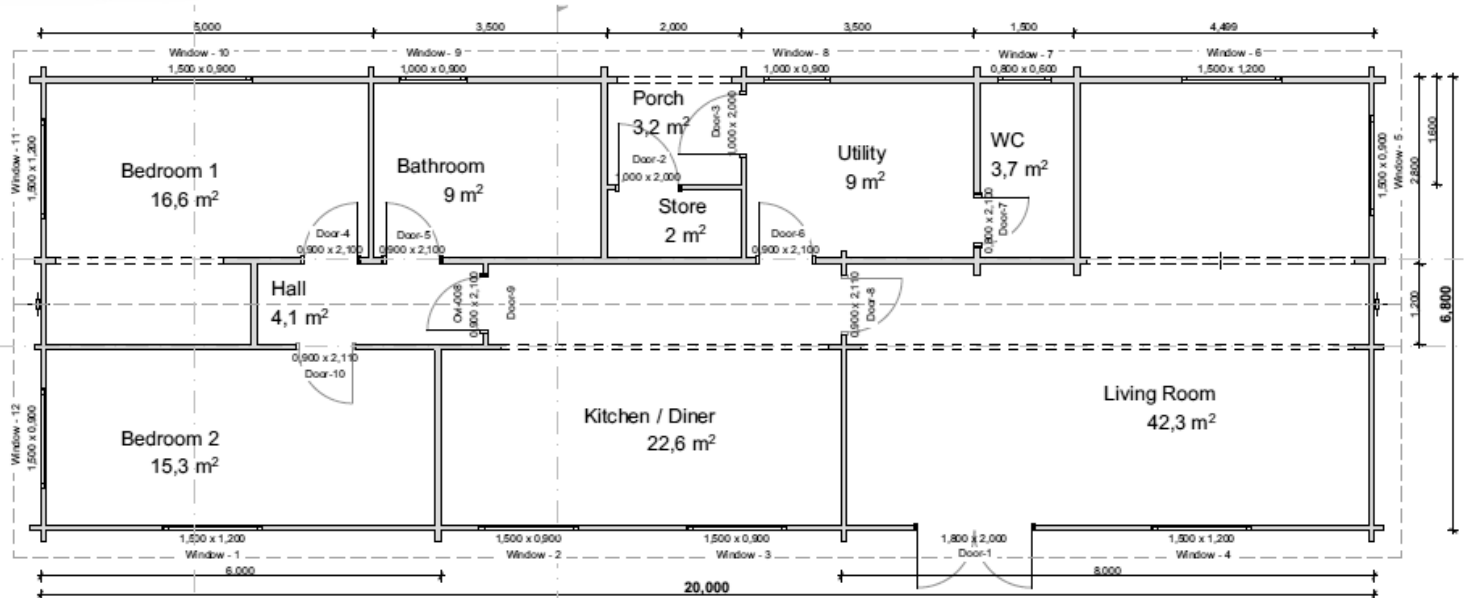 5,000
3,500
2,000
3,500
1,500
4,499
Window - 10
Window - 9
Window - 8
Window - 7
Window - 6
1,500 x 0,900
1,000 x 0,900
1,000 x 0,900
0,800 x 0,600
1,500 x 1,200
Window - 11
1,500 x 1,200
Bedroom 1
16,6 m²
Bathroom
9 m²
Porch
3,2 m²
Door-3
1,000 x 2,000
Door-2
1,000 x 2,000
Store
2 m²
Utility
9 m²
WC
3,7 m²
0,800 x 2,100
Door-7
1,500 x 0,900
Window - 5
2,800
1,600
Door-4
0,900 x 2,100
Door-5
0,900 x 2,100
Door-6
0,900 x 2,100
Hall
4,1 m²
Ovi-008
0,900 x 2,100
Door-9
0,900 x 2,110
Door-8
1,200
6,800
0,900 x 2,110
Door-10
Window - 12
1,500 x 0,900
Bedroom 2
15,3 m²
Kitchen / Diner
22,6 m²
Living Room
42,3 m²
1,500 x 1,200
Window - 1
1,500 x 0,900
Window - 2
1,500 x 0,900
Window - 3
1,800 x 2,000
Door-1
1,500 x 1,200
Window - 4
6,000
8,000
20,000